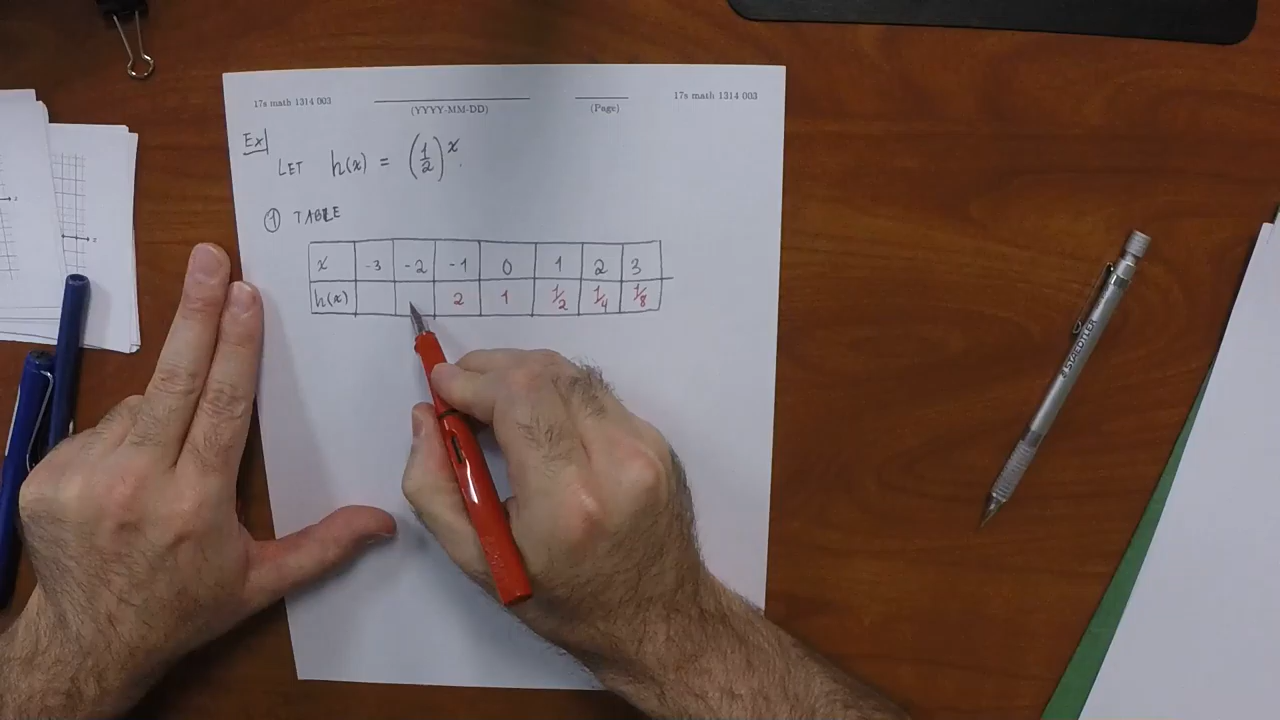 17s math 1314 003 (YYYY-MM-DD) (Page) 17s math 1314 003
Ex
LET h(x) = (1/2)^x.
① TABLE
x -3 -2 -1 0 1 2 3
h(x) 2 1 1/2 1/4 1/8
STAEDTLER